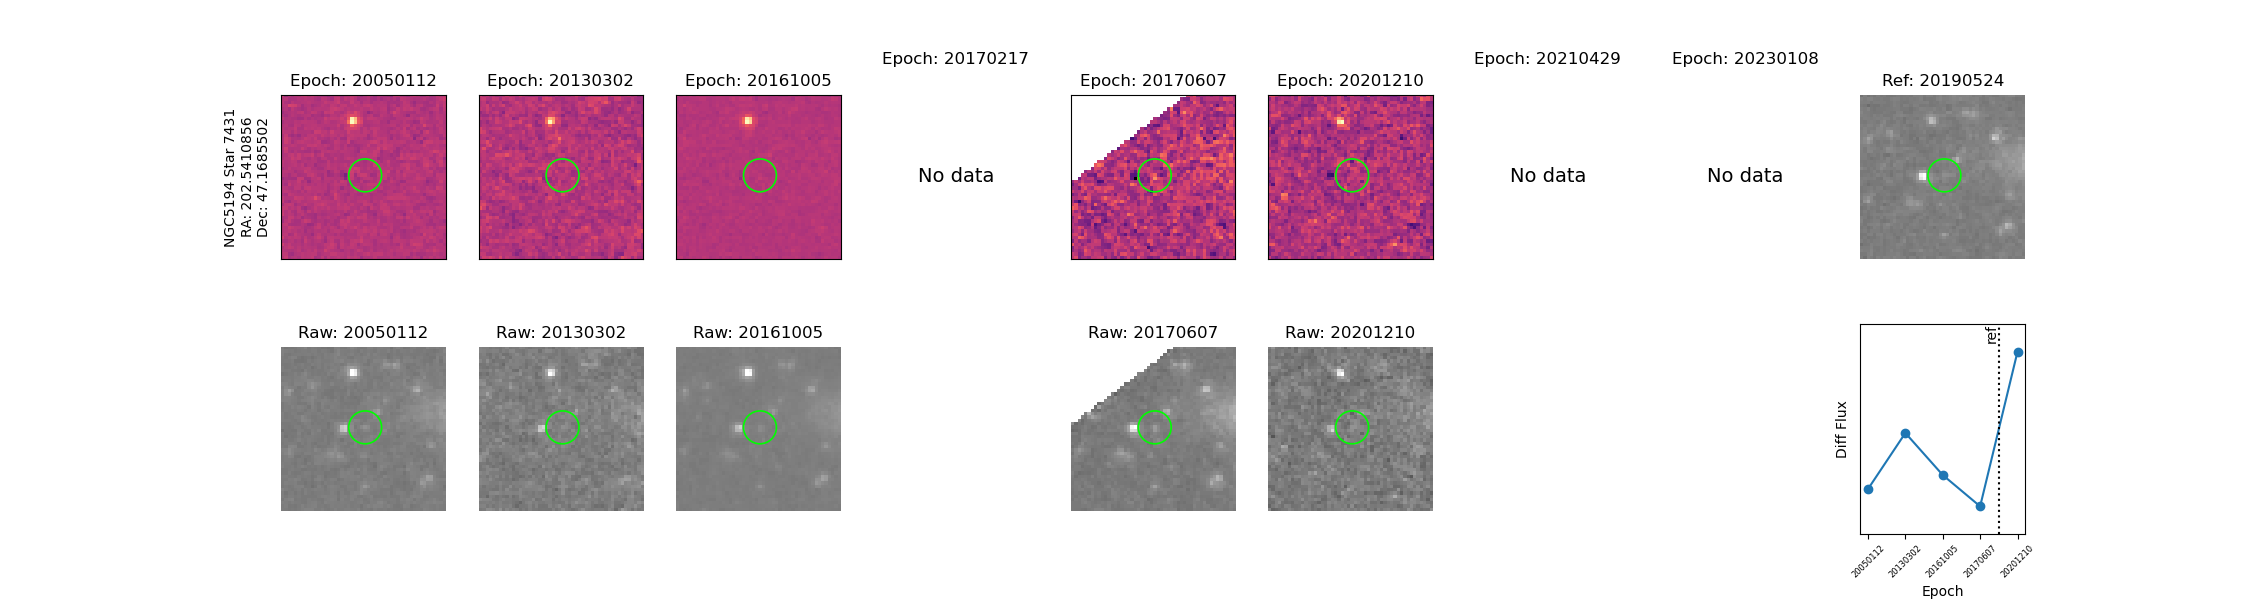 Epoch: 20170217
Epoch: 20210429
Epoch: 20230108
Epoch: 20050112
Epoch: 20130302
Epoch: 20161005
Epoch: 20170607
Epoch: 20201210
Ref: 20190524
NGC5194 Star 7431
RA: 202.5410856
Dec: 47.1685502
No data
No data
No data
Raw: 20050112
Raw: 20130302
Raw: 20161005
Raw: 20170607
Raw: 20201210
ref
Diff Flux
20050112
20130302
20161005
20170607
20201210
Epoch